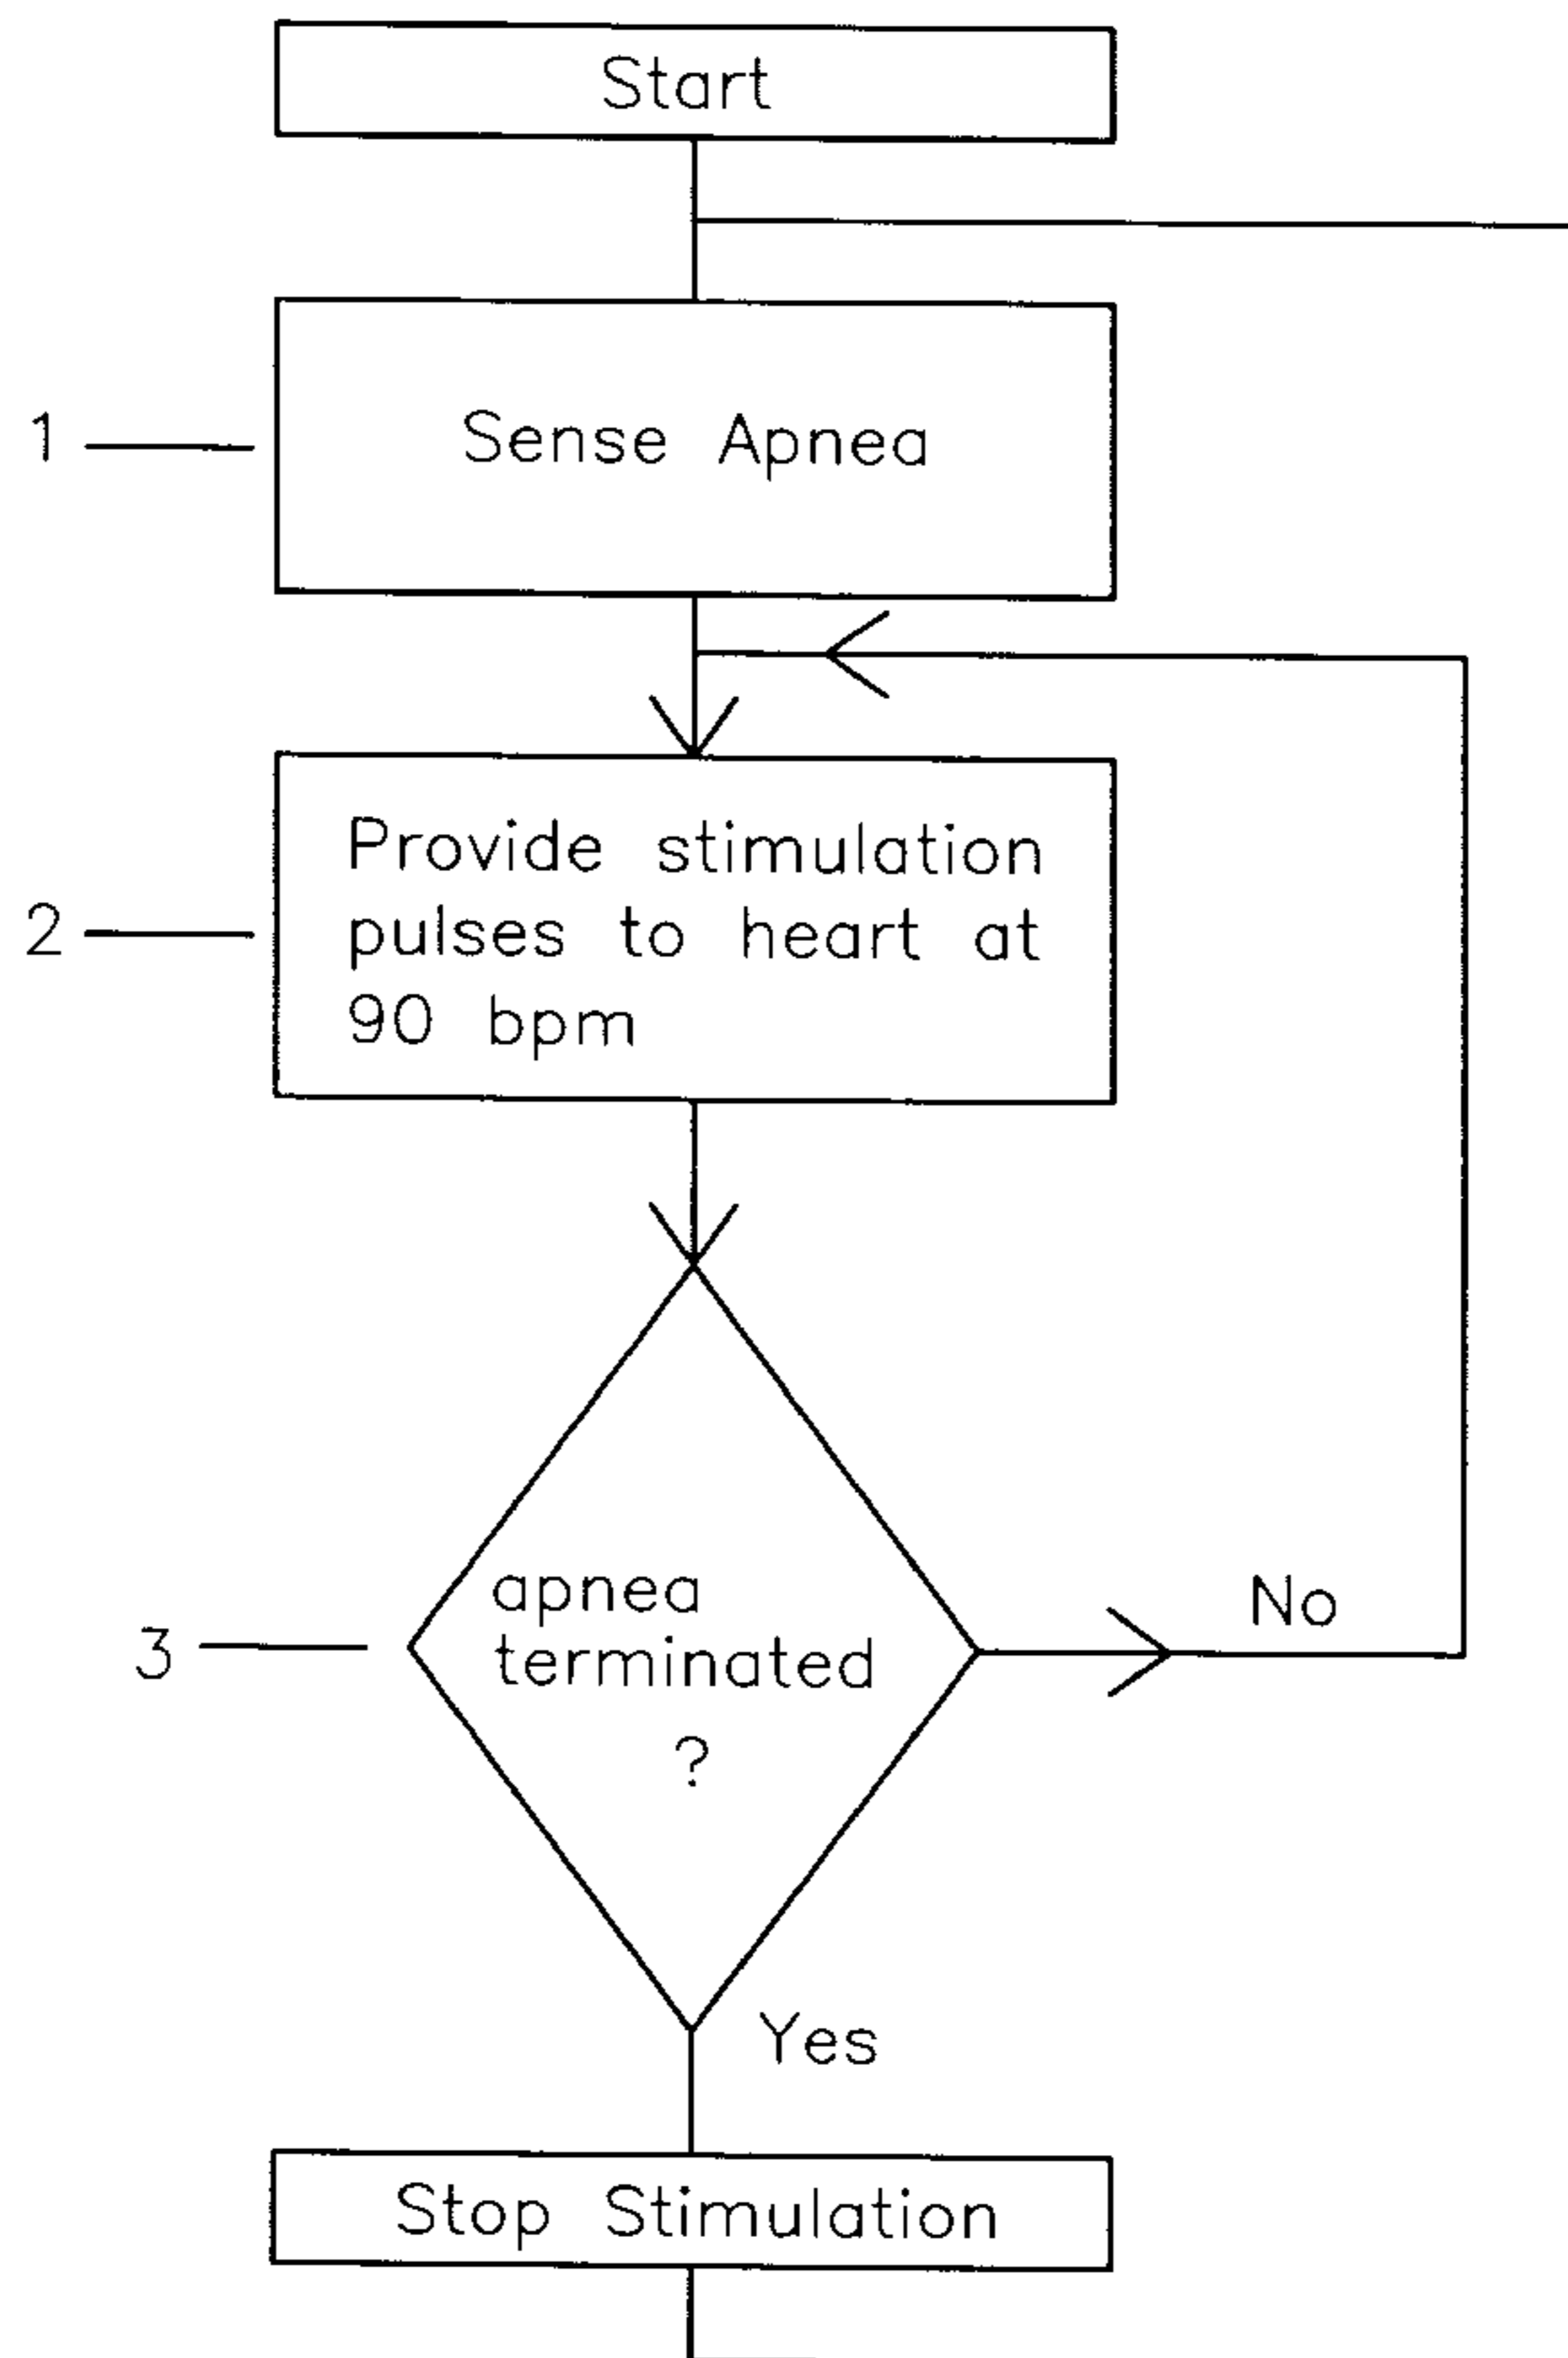 Start
1
Sense Apnea
2
Provide stimulation
pulses to heart at
90 bpm
3
apnea
terminated
?
No
Yes
Stop Stimulation